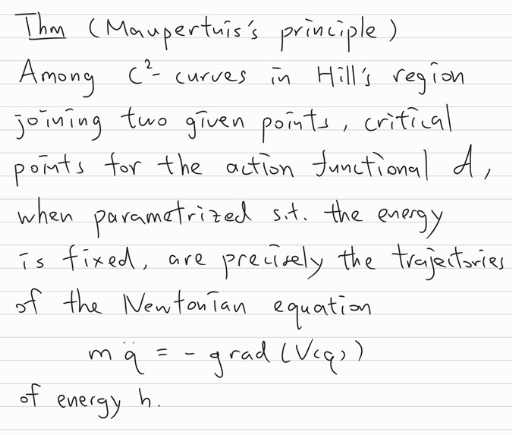 Thm (Maupertuis's principle)
Among C²-curves in Hill's region
joining two given points, critical
points for the action functional A,
when parametrized s.t. the energy
is fixed, are precisely the trajectories
of the Newtonian equation
m q̈ = - grad (V(q))
of energy h.